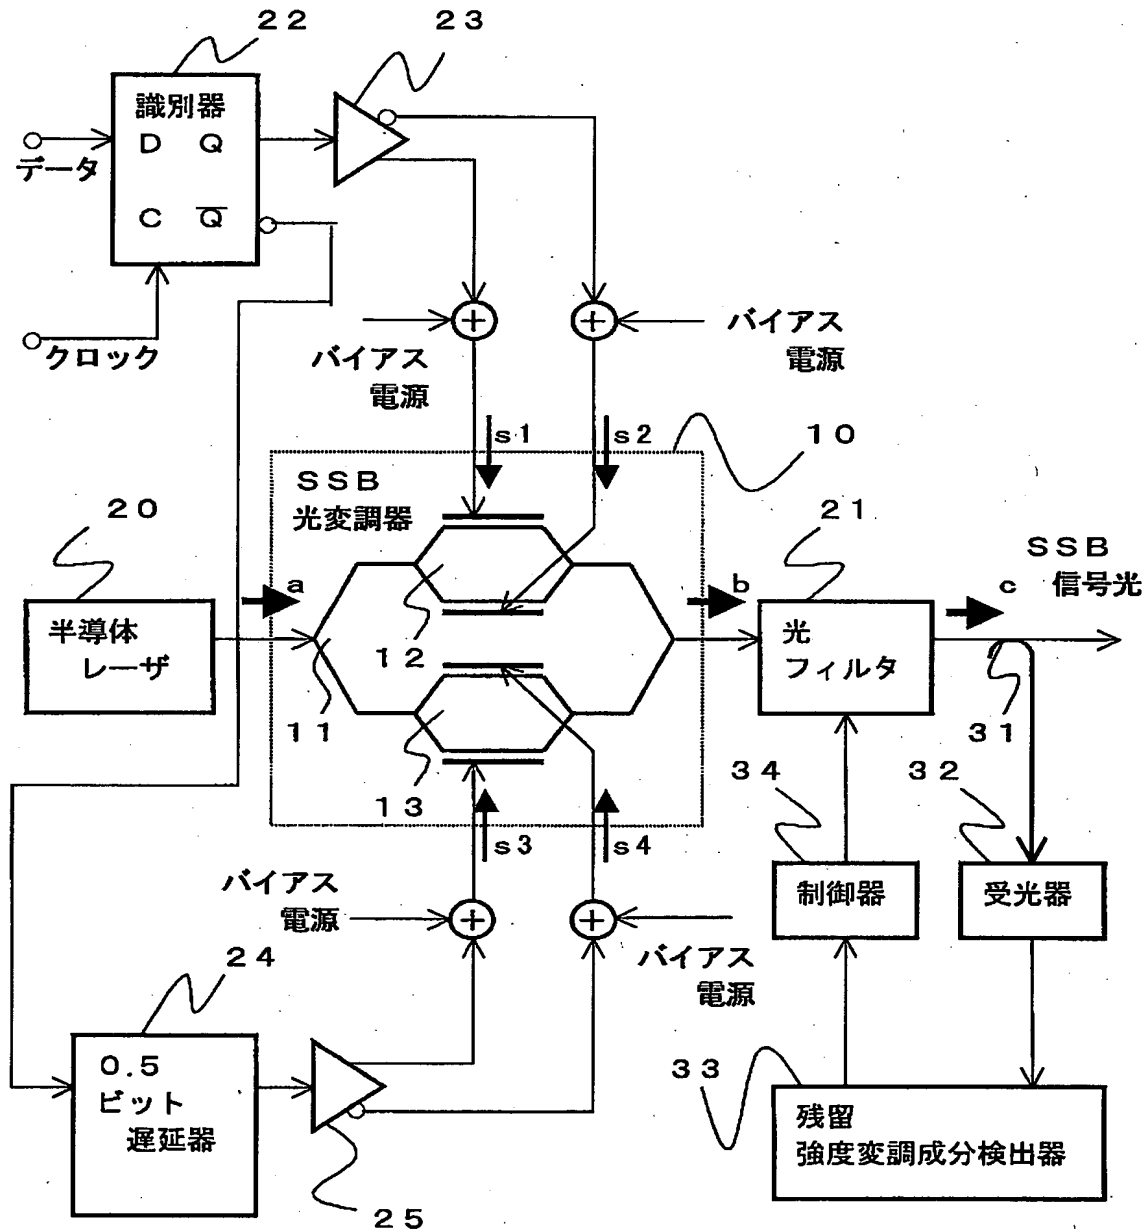 ２２
２３
識別器
D Q
C Q̅
データ
クロック
バイアス
電源
バイアス
電源
s1
s2
１０
SSB
光変調器
２０
半導体
レーザ
a
１１
１２
１３
b
２１
光
フィルタ
c
SSB
信号光
３１
３４
３２
制御器
受光器
s3
s4
バイアス
電源
バイアス
電源
２４
0.5
ビット
遅延器
２５
３３
残留
強度変調成分検出器